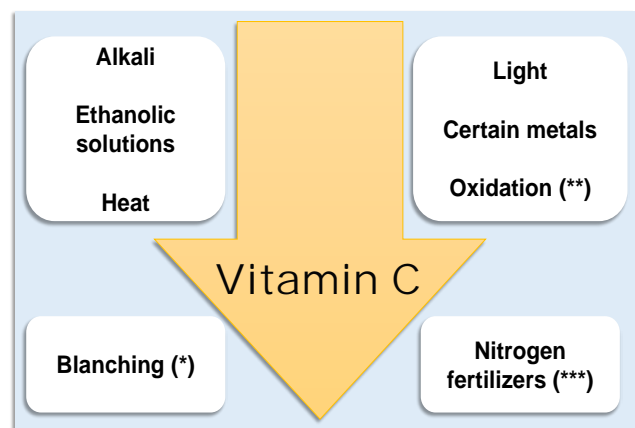 Alkali
Ethanolic
solutions
Heat
Light
Certain metals
Oxidation (**)
Vitamin C
Blanching (*)
Nitrogen
fertilizers (***)